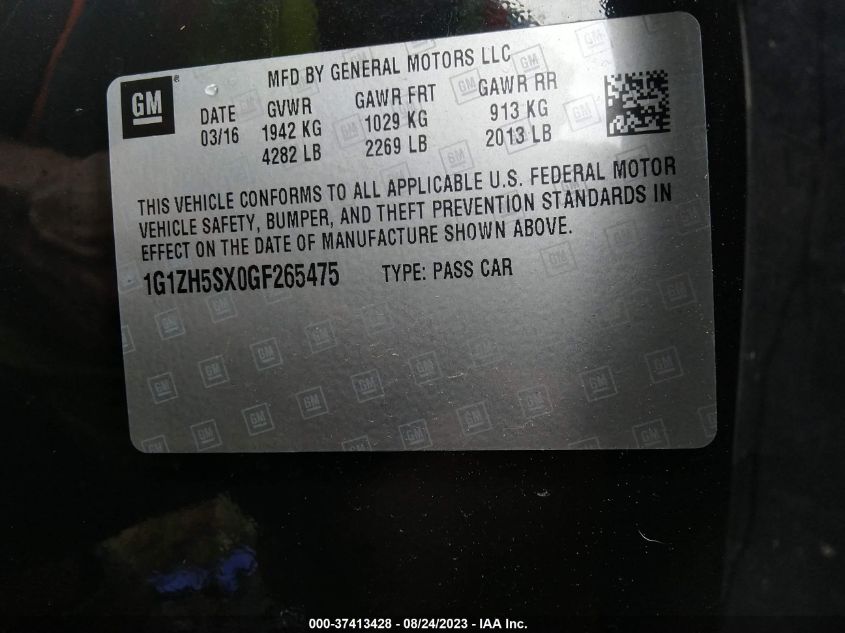 GM
MFD BY GENERAL MOTORS LLC
DATE GVWR GAWR FRT GAWR RR
03/16 1942 KG 1029 KG 913 KG
4282 LB 2269 LB 2013 LB
THIS VEHICLE CONFORMS TO ALL APPLICABLE U.S. FEDERAL MOTOR
VEHICLE SAFETY, BUMPER, AND THEFT PREVENTION STANDARDS IN
EFFECT ON THE DATE OF MANUFACTURE SHOWN ABOVE.
1G1ZH5SX0GF265475 TYPE: PASS CAR
000-37413428 - 08/24/2023 - IAA Inc.